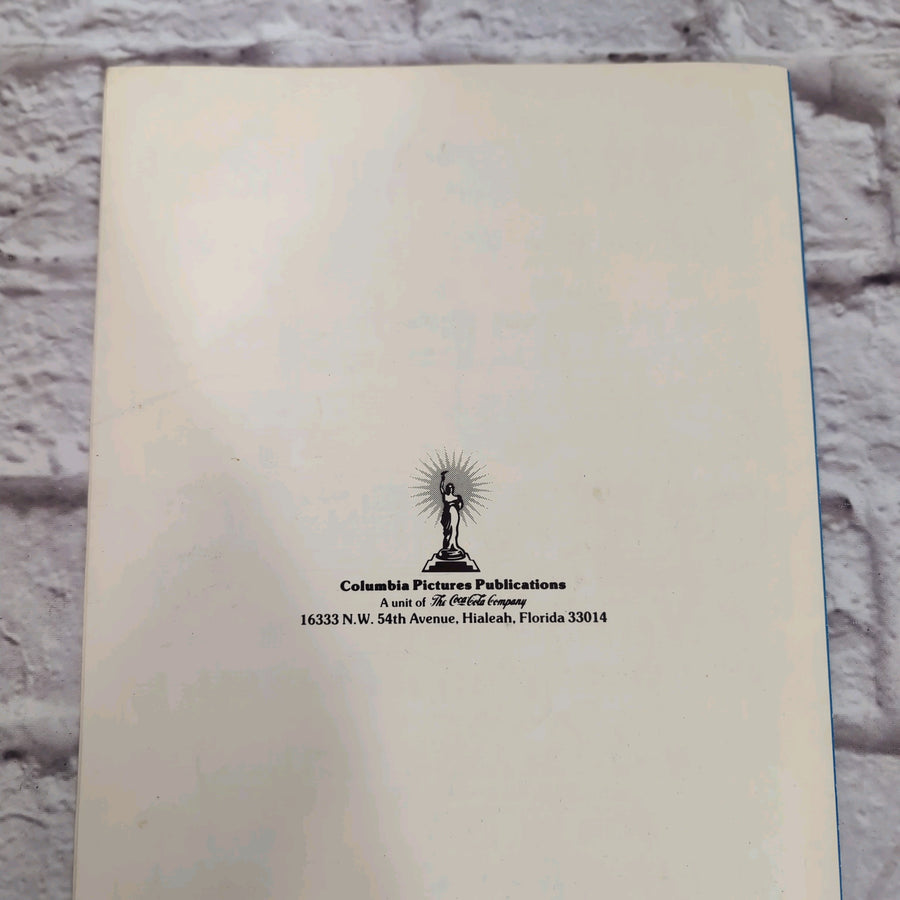 Columbia Pictures Publications
A unit of The Coca-Cola Company
16333 N.W. 54th Avenue, Hialeah, Florida 33014